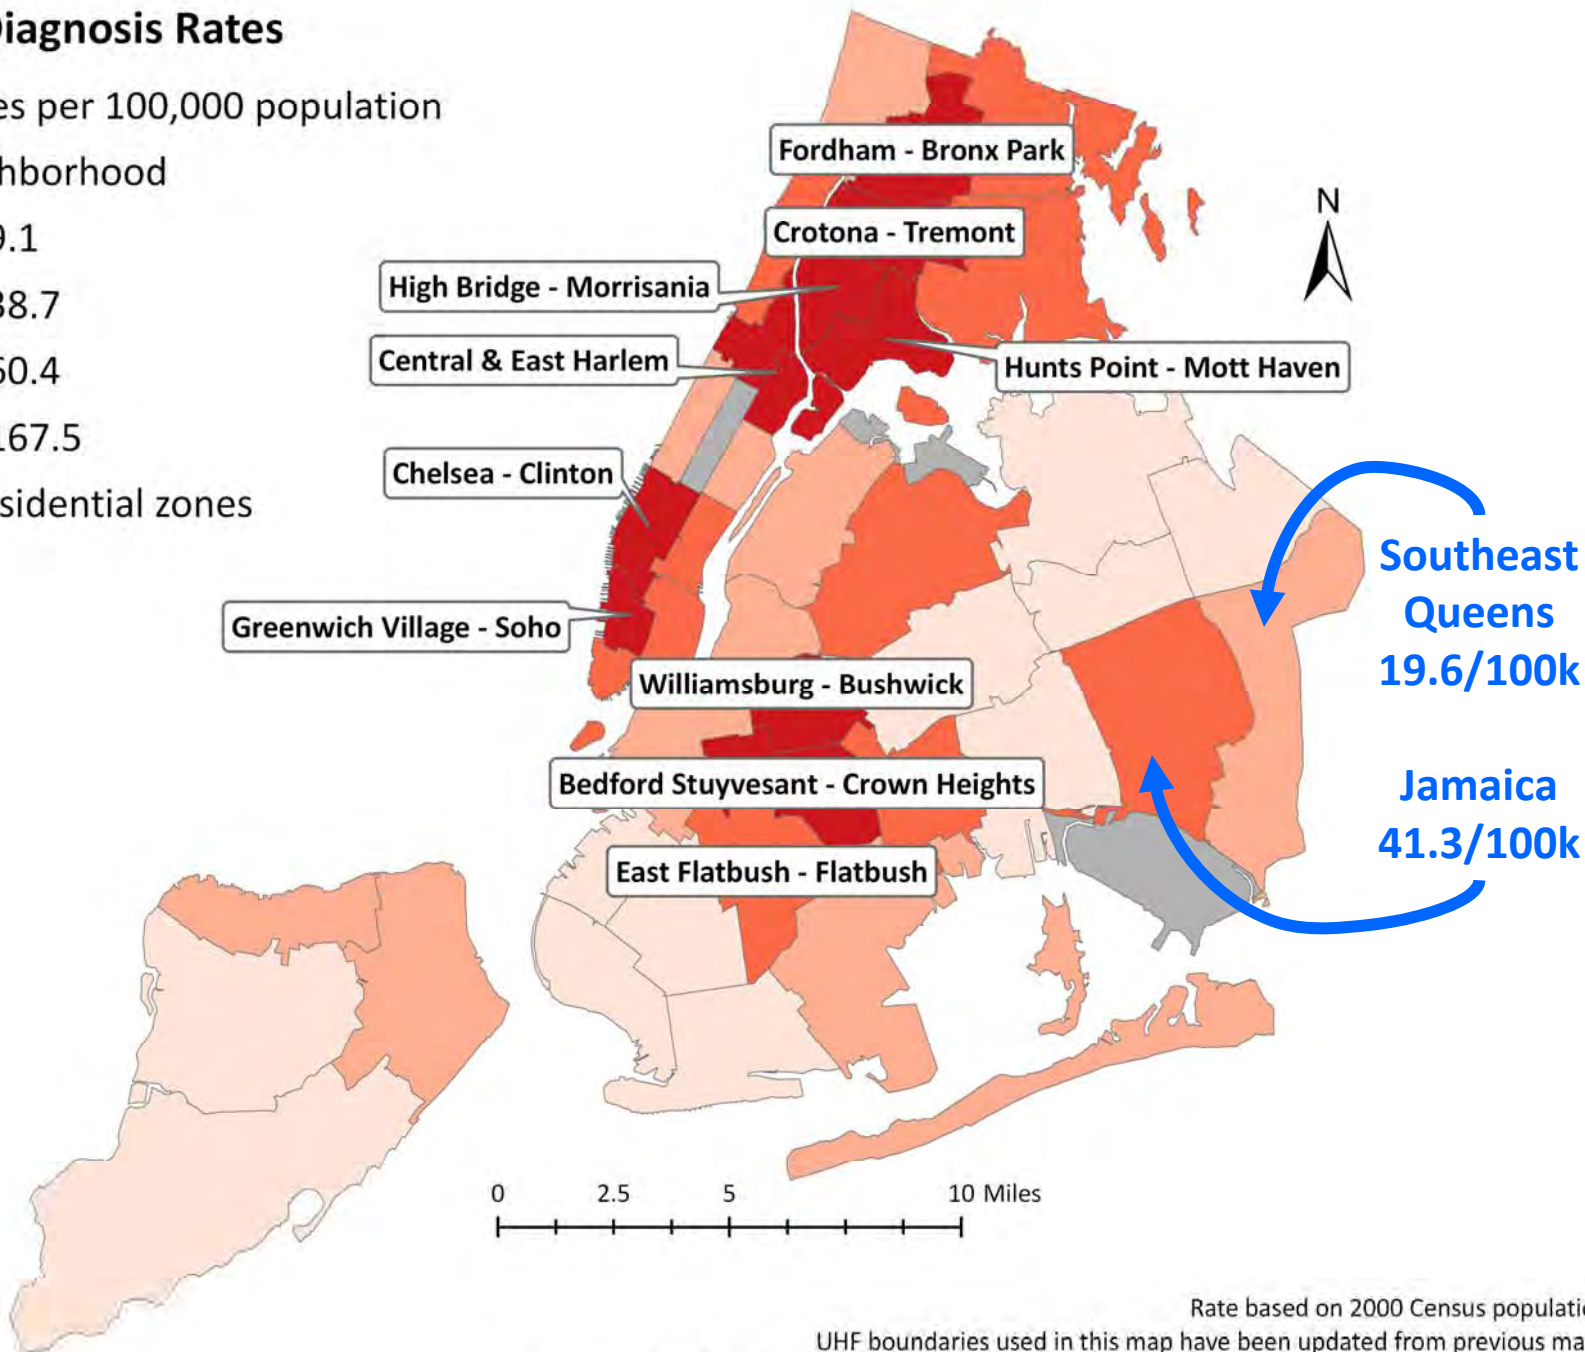 iagnosis Rates
es per 100,000 population
hborhood
9.1
38.7
60.4
167.5
sidential zones
Fordham - Bronx Park
Crotona - Tremont
High Bridge - Morrisania
Central & East Harlem
Hunts Point - Mott Haven
Chelsea - Clinton
Greenwich Village - Soho
Williamsburg - Bushwick
Bedford Stuyvesant - Crown Heights
East Flatbush - Flatbush
N
Southeast
Queens
19.6/100k
Jamaica
41.3/100k
0 2.5 5 10 Miles
Rate based on 2000 Census populatio
UHF boundaries used in this map have been updated from previous ma